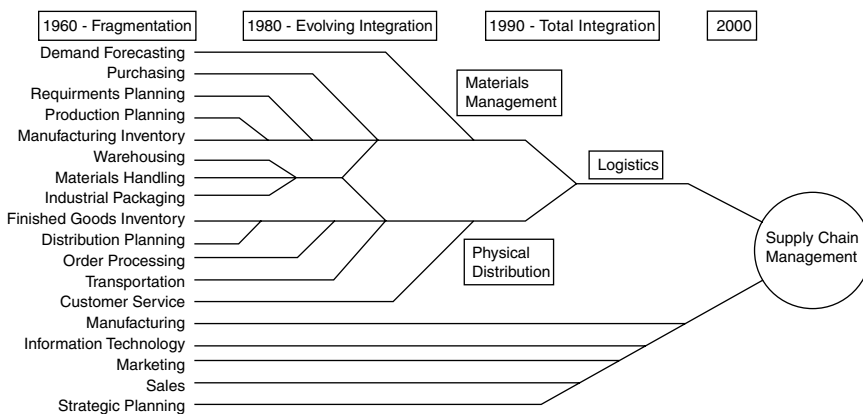 1960 - Fragmentation
1980 - Evolving Integration
1990 - Total Integration
2000
Demand Forecasting
Purchasing
Requirments Planning
Production Planning
Manufacturing Inventory
Warehousing
Materials Handling
Industrial Packaging
Finished Goods Inventory
Distribution Planning
Order Processing
Transportation
Customer Service
Manufacturing
Information Technology
Marketing
Sales
Strategic Planning
Materials
Management
Logistics
Physical
Distribution
Supply Chain
Management